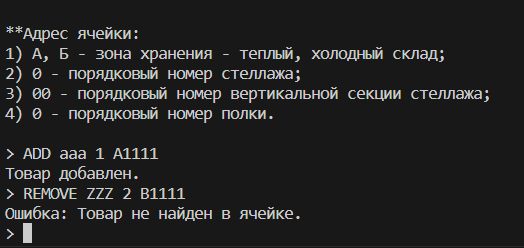 **Адрес ячейки:
1) А, Б - зона хранения - теплый, холодный склад;
2) 0 - порядковый номер стеллажа;
3) 00 - порядковый номер вертикальной секции стеллажа;
4) 0 - порядковый номер полки.
> ADD aaa 1 A1111
Товар добавлен.
> REMOVE ZZZ 2 B1111
Ошибка: Товар не найден в ячейке.
>